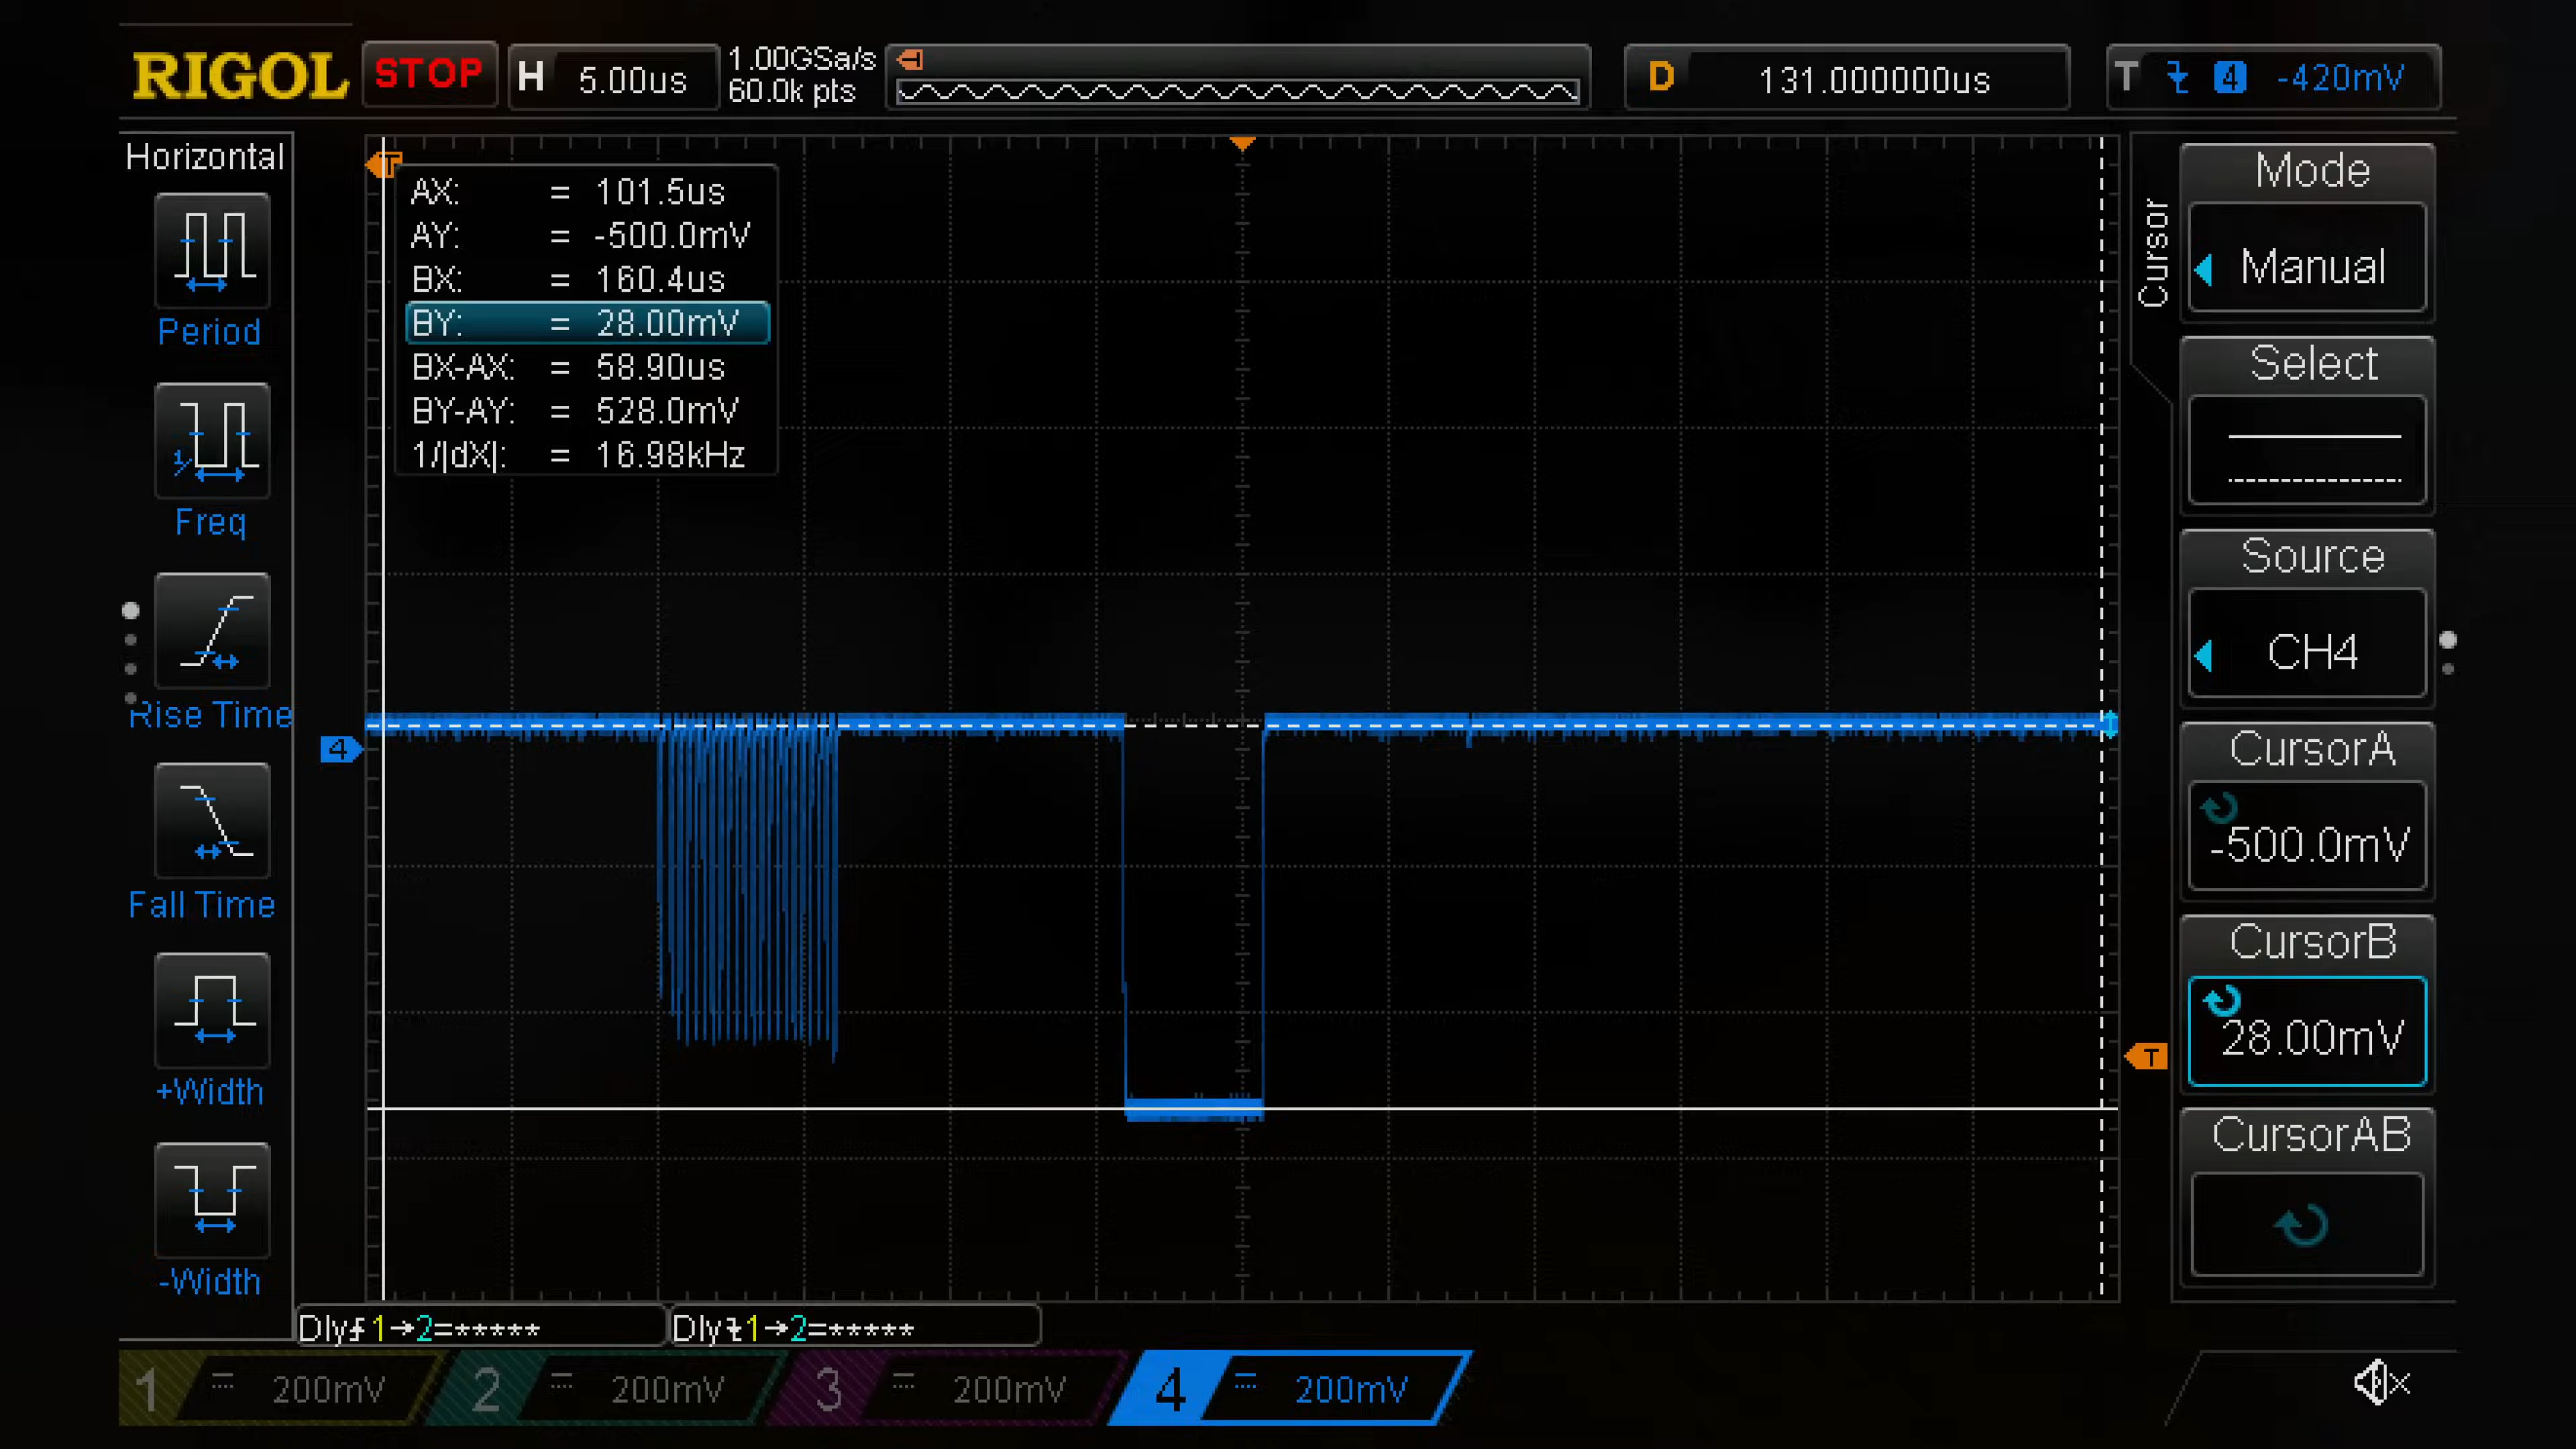 RIGOL STOP H 5.00us 1.00GSa/s
60.0k pts
D 131.000000us T 4 -420mV
Horizontal
Period
1/
Freq
Rise Time
Fall Time
+Width
-Width
T
AX: = 101.5us
AY: = -500.0mV
BX: = 160.4us
BY: = 28.00mV
BX-AX: = 58.90us
BY-AY: = 528.0mV
1/|dX|: = 16.98kHz
4
T
Cursor
Mode
Manual
Select
Source
CH4
CursorA
-500.0mV
CursorB
28.00mV
CursorAB
Dly 1→2=***** Dly 1→2=*****
1 200mV 2 200mV 3 200mV 4 200mV